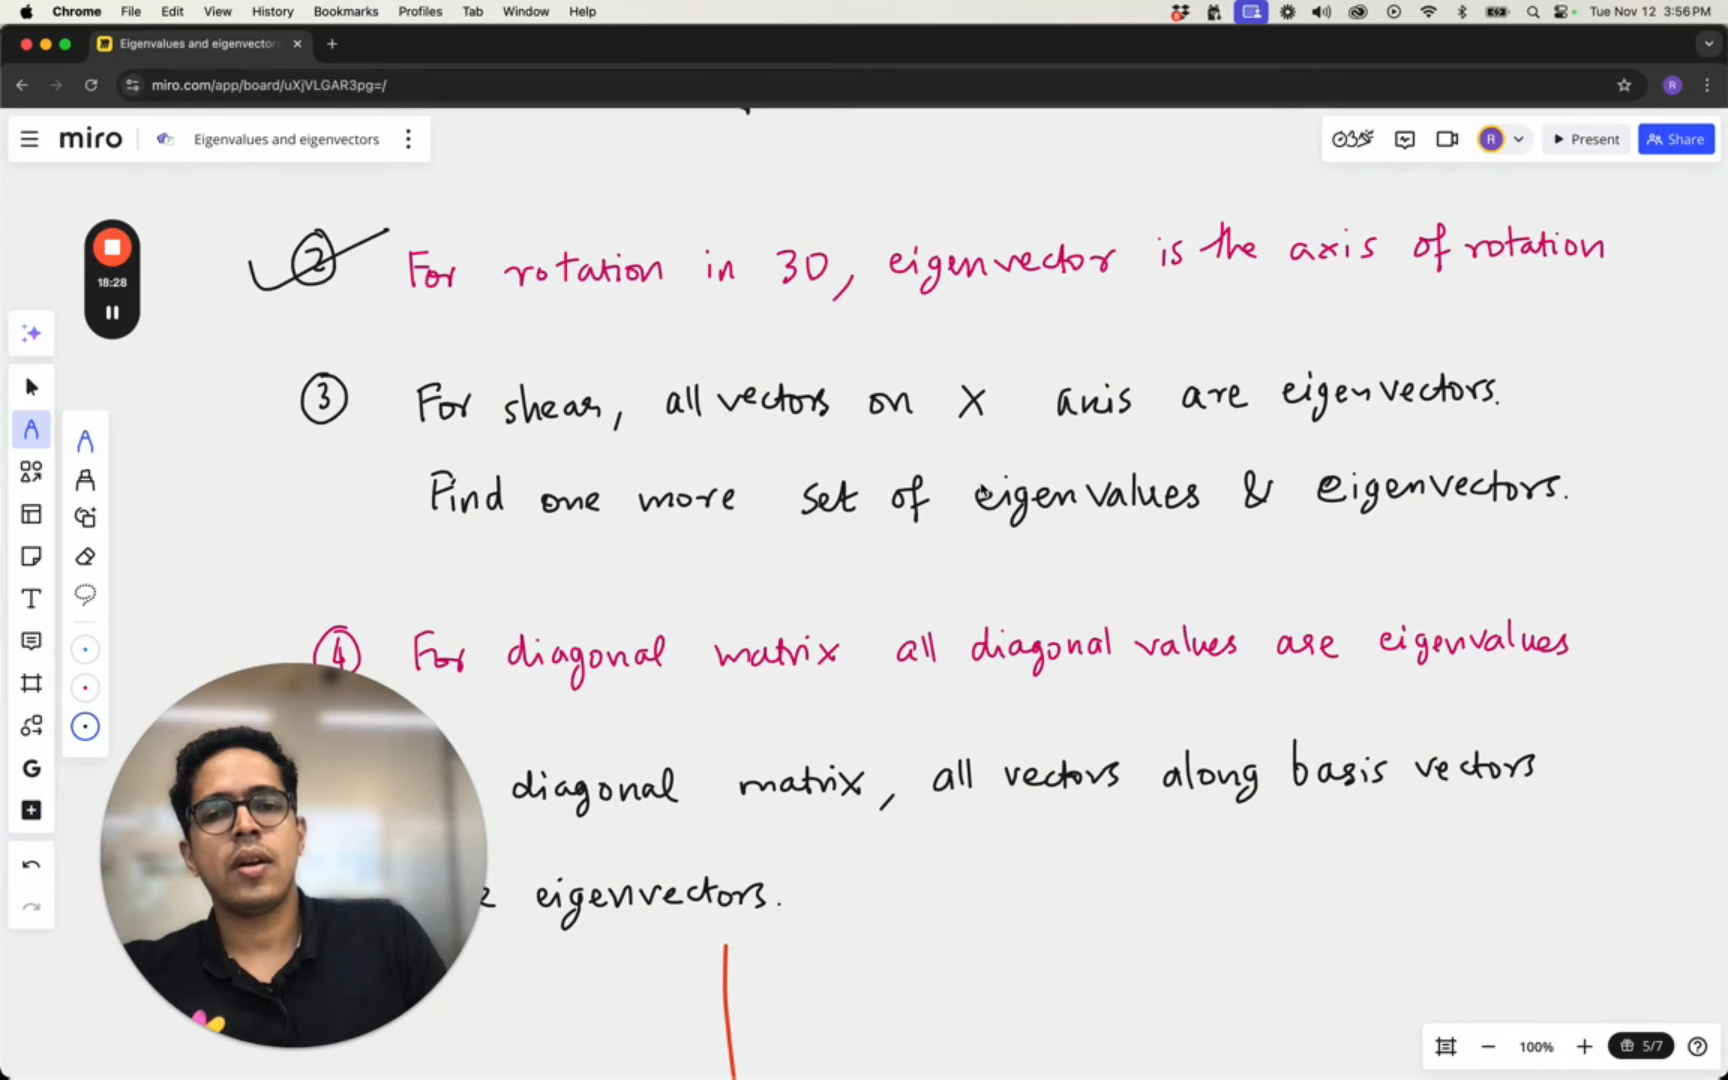 Chrome File Edit View History Bookmarks Profiles Tab Window Help Tue Nov 12 3:56 PM
Eigenvalues and eigenvector
miro.com/app/board/uXjVLGAR3pg=/ R
miro Eigenvalues and eigenvectors R Present Share
18:28
2 For rotation in 3D, eigenvector is the axis of rotation
3 For shear, all vectors on X axis are eigenvectors.
Find one more set of eigenvalues & eigenvectors.
4 For diagonal matrix all diagonal values are eigenvalues
diagonal matrix, all vectors along basis vectors
eigenvectors.
T
G
100% 5/7 ?